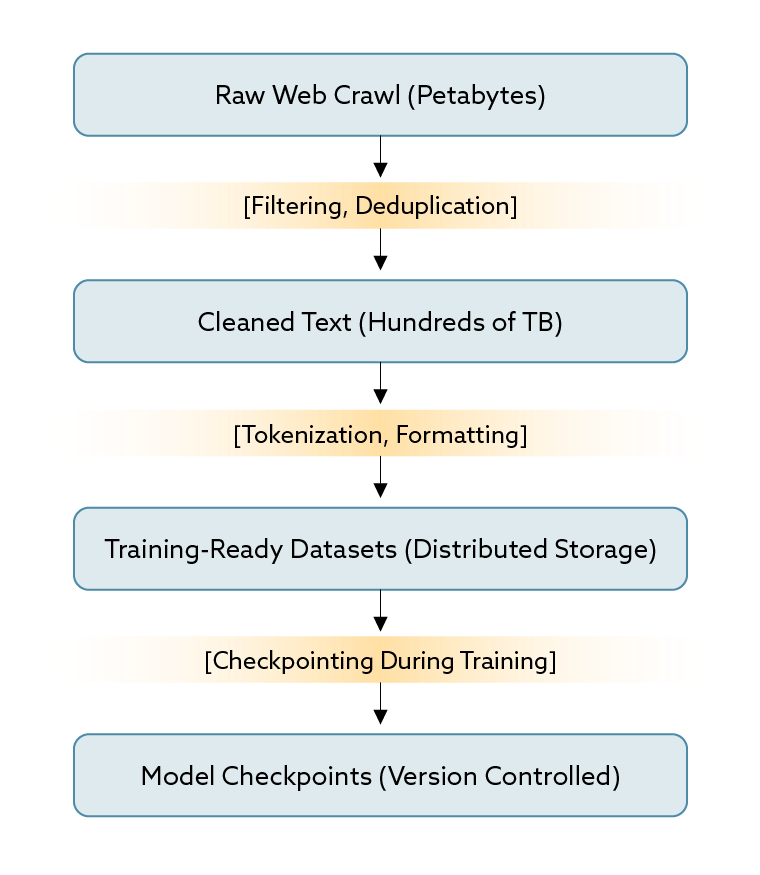 Raw Web Crawl (Petabytes)
[Filtering, Deduplication]
Cleaned Text (Hundreds of TB)
[Tokenization, Formatting]
Training-Ready Datasets (Distributed Storage)
[Checkpointing During Training]
Model Checkpoints (Version Controlled)